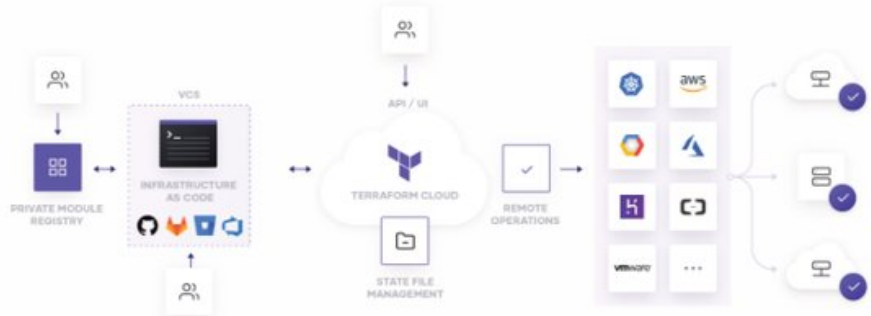 VCS
PRIVATE MODULE
REGISTRY
>_
INFRASTRUCTURE
AS CODE
API / UI
TERRAFORM CLOUD
STATE FILE
MANAGEMENT
REMOTE
OPERATIONS
aws
vmware